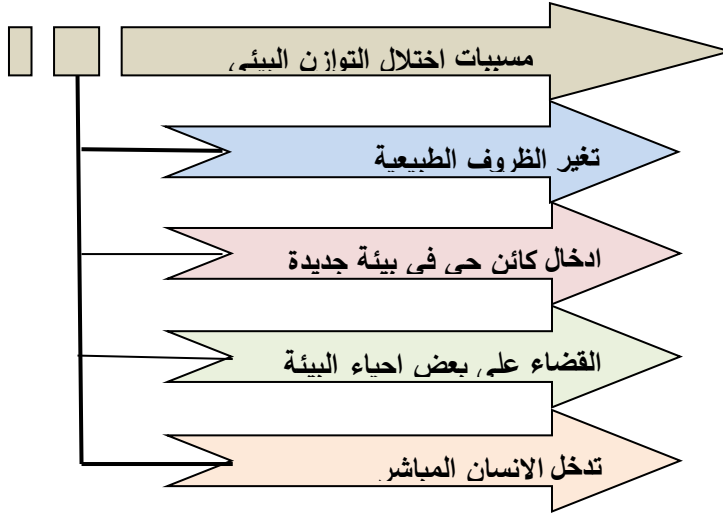 مسببات اختلال التوازن البيئي
تغير الظروف الطبيعية
ادخال كائن حي في بيئة جديدة
القضاء على بعض احياء البيئة
تدخل الانسان المباشر